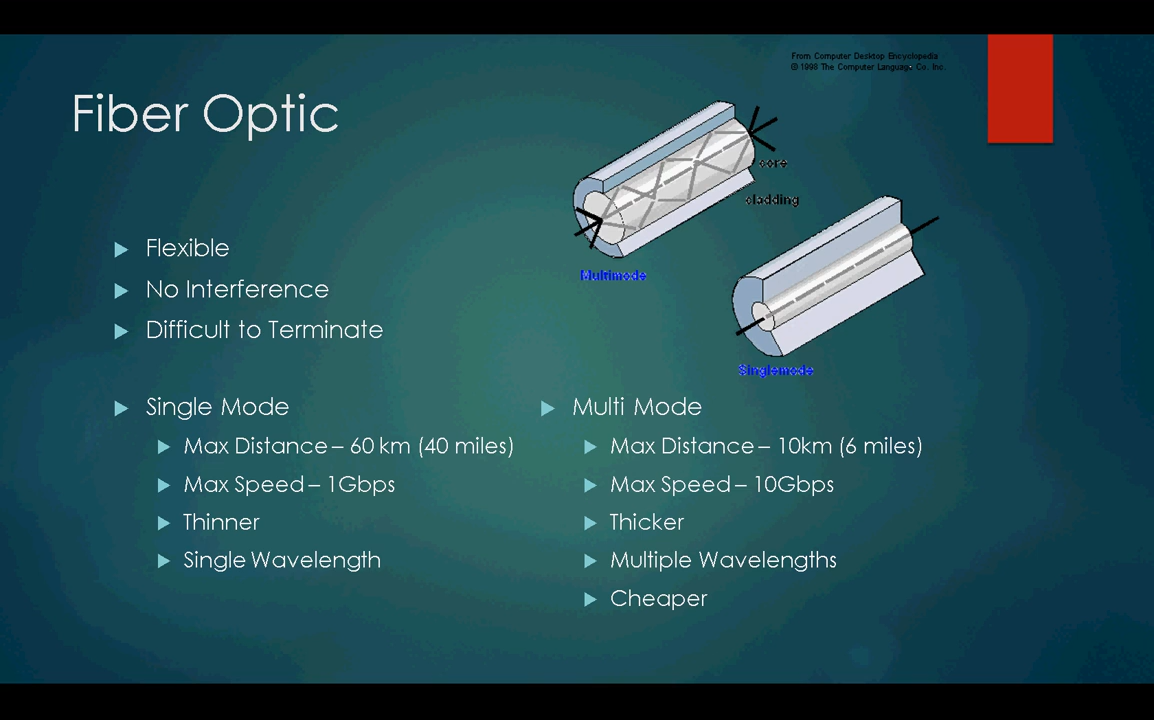 From Computer Desktop Encyclopedia
© 1998 The Computer Language Co. Inc.
Fiber Optic
core
cladding
Multimode
Singlemode
Flexible
No Interference
Difficult to Terminate
Single Mode
Max Distance – 60 km (40 miles)
Max Speed – 1Gbps
Thinner
Single Wavelength
Multi Mode
Max Distance – 10km (6 miles)
Max Speed – 10Gbps
Thicker
Multiple Wavelengths
Cheaper